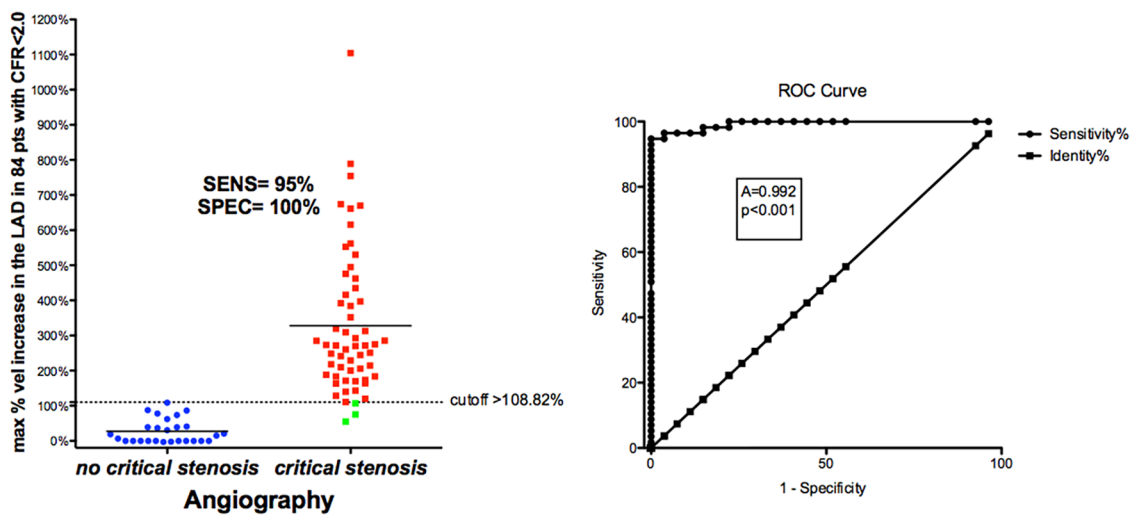 max % vel increase in the LAD in 84 pts with CFR<2.0
1200%
1100%
1000%
900%
800%
700%
600%
500%
400%
300%
200%
100%
0%
SENS= 95%
SPEC= 100%
cutoff >108.82%
no critical stenosis
critical stenosis
Angiography
ROC Curve
Sensitivity
100
80
60
40
20
0
A=0.992
p<0.001
Sensitivity%
Identity%
0
50
100
1 - Specificity